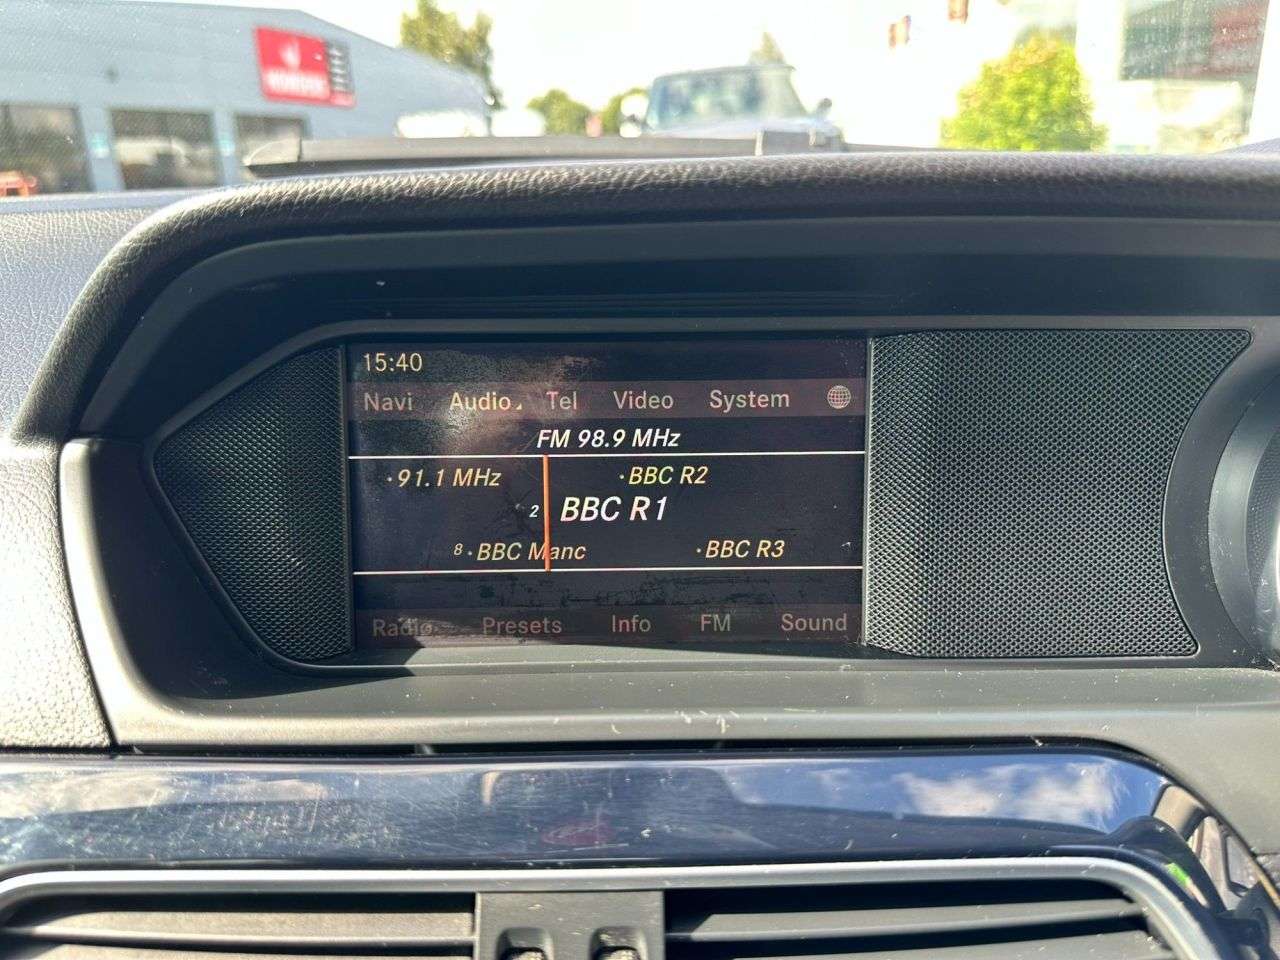 15:40
Navi Audio Tel Video System
FM 98.9 MHz
91.1 MHz BBC R2
2 BBC R1
8 BBC Manc BBC R3
Radio Presets Info FM Sound